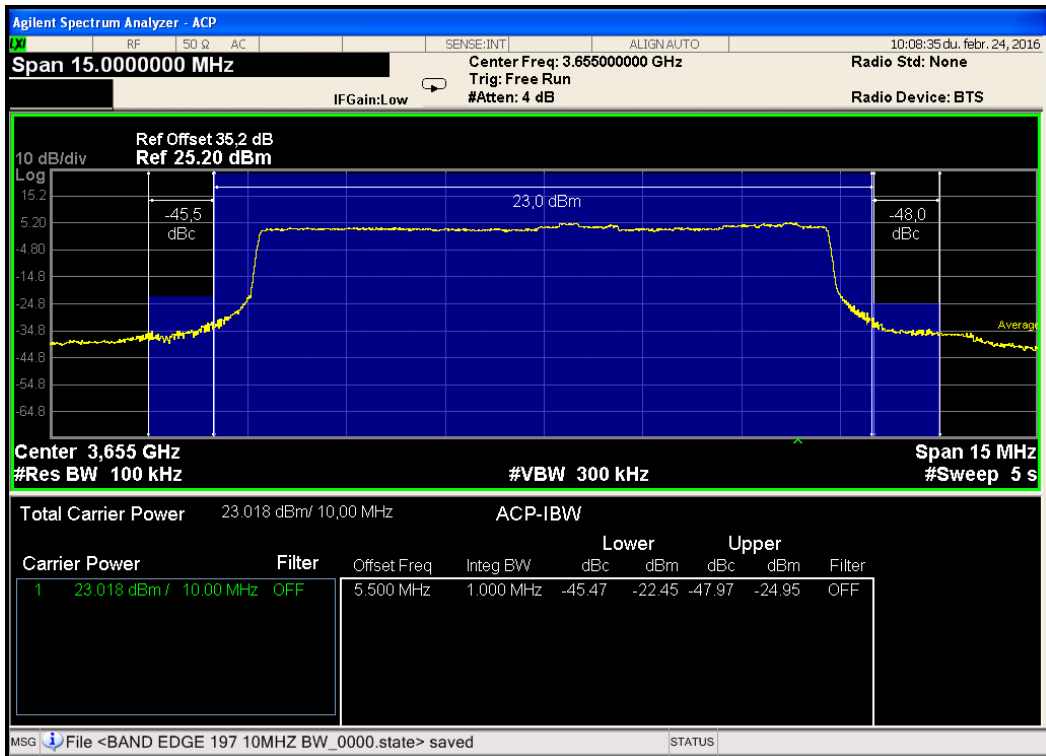 Agilent Spectrum Analyzer - ACP
LXI RF 50 Ω AC SENSE:INT ALIGN AUTO 10:08:35 du. febr. 24, 2016
Span 15.0000000 MHz Center Freq: 3.655000000 GHz Radio Std: None
Trig: Free Run
IFGain:Low #Atten: 4 dB Radio Device: BTS
Ref Offset 35,2 dB
10 dB/div Ref 25.20 dBm
Log
15.2
23,0 dBm
-45,5 -48,0
5.20
dBc dBc
-4.80
-14.8
-24.8
Average
-34.8
-44.8
-54.8
-64.8
Center 3,655 GHz Span 15 MHz
#Res BW 100 kHz #VBW 300 kHz #Sweep 5 s
Total Carrier Power 23.018 dBm/ 10,00 MHz ACP-IBW
Lower Upper
Carrier Power Filter Offset Freq Integ BW dBc dBm dBc dBm Filter
1 23.018 dBm / 10.00 MHz OFF 5.500 MHz 1.000 MHz -45.47 -22.45 -47.97 -24.95 OFF
MSG File <BAND EDGE 197 10MHZ BW_0000.state> saved STATUS